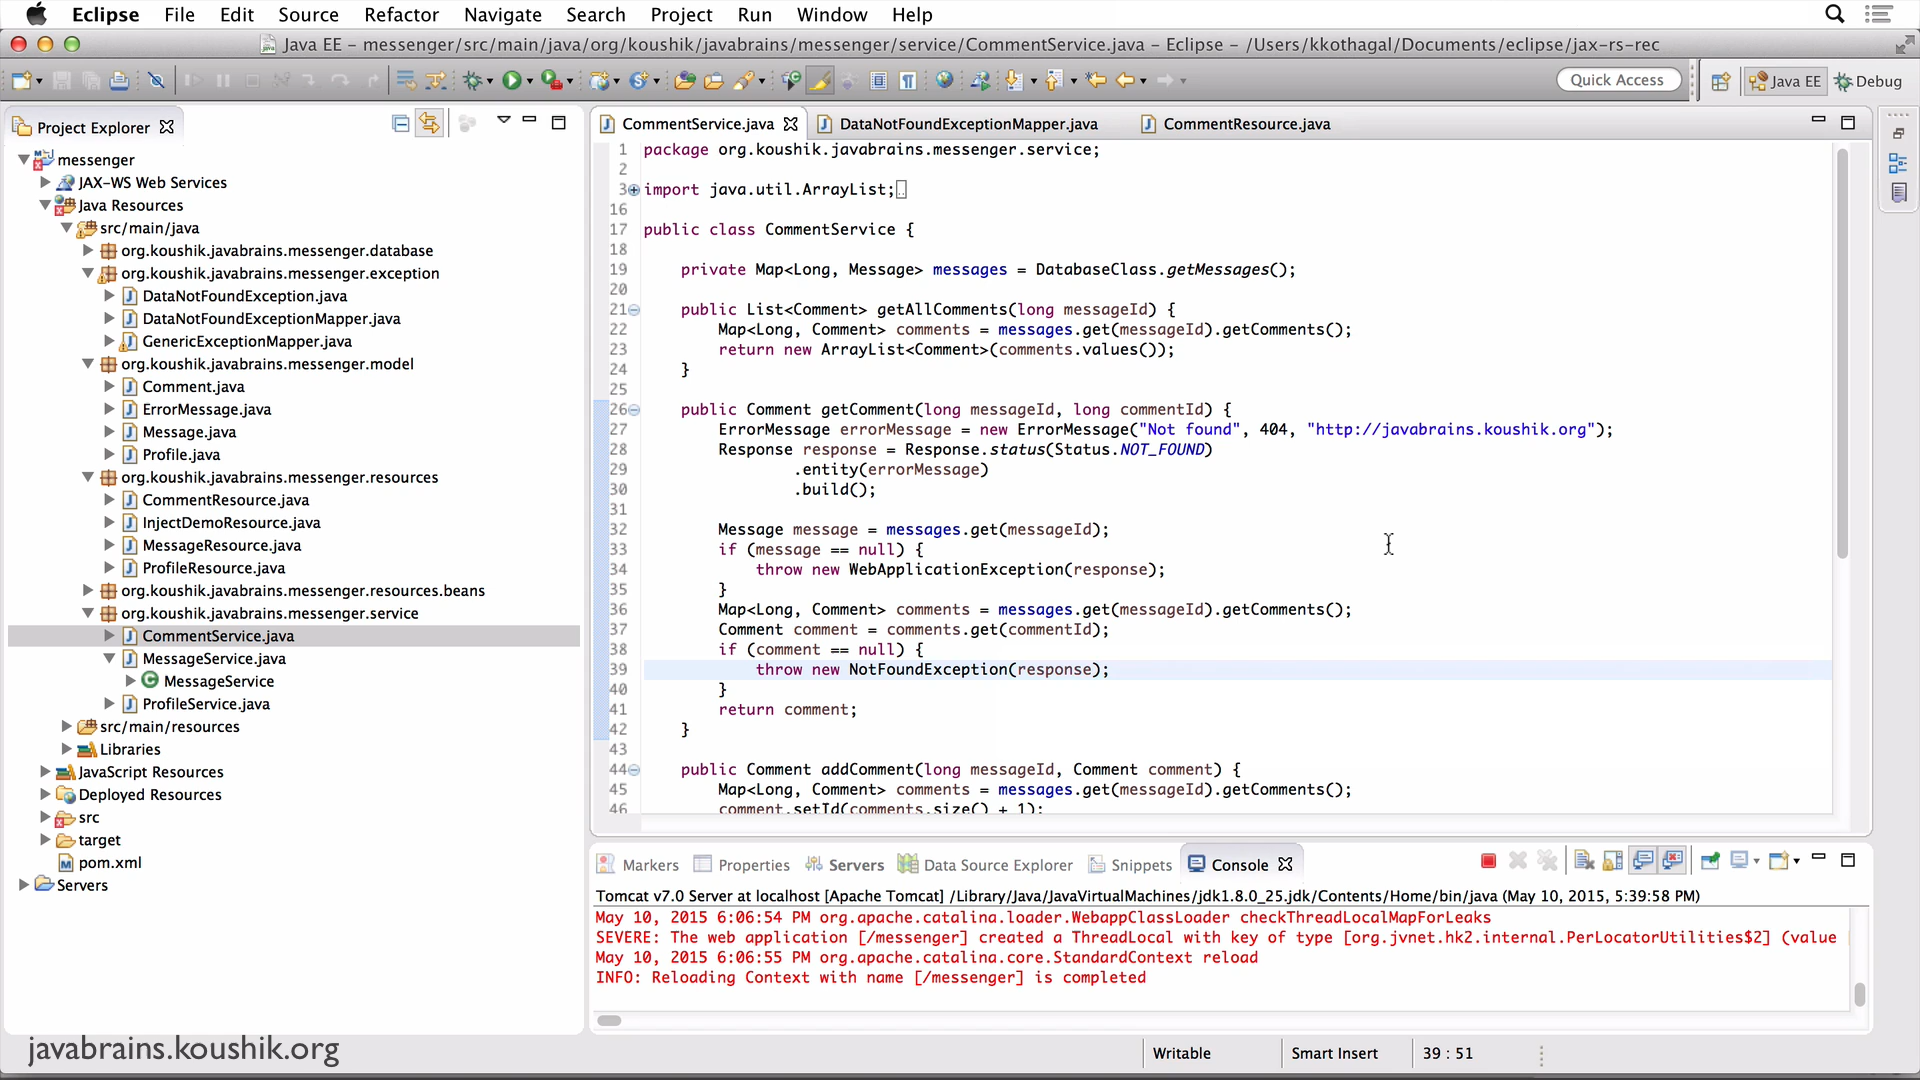 Eclipse File Edit Source Refactor Navigate Search Project Run Window Help
Java EE - messenger/src/main/java/org/koushik/javabrains/messenger/service/CommentService.java - Eclipse - /Users/kkothagal/Documents/eclipse/jax-rs-rec
Quick Access Java EE Debug
Project Explorer
messenger
JAX-WS Web Services
Java Resources
src/main/java
org.koushik.javabrains.messenger.database
org.koushik.javabrains.messenger.exception
DataNotFoundException.java
DataNotFoundExceptionMapper.java
GenericExceptionMapper.java
org.koushik.javabrains.messenger.model
Comment.java
ErrorMessage.java
Message.java
Profile.java
org.koushik.javabrains.messenger.resources
CommentResource.java
InjectDemoResource.java
MessageResource.java
ProfileResource.java
org.koushik.javabrains.messenger.resources.beans
org.koushik.javabrains.messenger.service
CommentService.java
MessageService.java
MessageService
ProfileService.java
src/main/resources
Libraries
JavaScript Resources
Deployed Resources
src
target
pom.xml
Servers
CommentService.java DataNotFoundExceptionMapper.java CommentResource.java
1 package org.koushik.javabrains.messenger.service;
2
3 import java.util.ArrayList;
16
17 public class CommentService {
18
19 private Map<Long, Message> messages = DatabaseClass.getMessages();
20
21 public List<Comment> getAllComments(long messageId) {
22 Map<Long, Comment> comments = messages.get(messageId).getComments();
23 return new ArrayList<Comment>(comments.values());
24 }
25
26 public Comment getComment(long messageId, long commentId) {
27 ErrorMessage errorMessage = new ErrorMessage("Not found", 404, "http://javabrains.koushik.org");
28 Response response = Response.status(Status.NOT_FOUND)
29 .entity(errorMessage)
30 .build();
31
32 Message message = messages.get(messageId);
33 if (message == null) {
34 throw new WebApplicationException(response);
35 }
36 Map<Long, Comment> comments = messages.get(messageId).getComments();
37 Comment comment = comments.get(commentId);
38 if (comment == null) {
39 throw new NotFoundException(response);
40 }
41 return comment;
42 }
43
44 public Comment addComment(long messageId, Comment comment) {
45 Map<Long, Comment> comments = messages.get(messageId).getComments();
46 comment.setId(comments.size() + 1);
Markers Properties Servers Data Source Explorer Snippets Console
Tomcat v7.0 Server at localhost [Apache Tomcat] /Library/Java/JavaVirtualMachines/jdk1.8.0_25.jdk/Contents/Home/bin/java (May 10, 2015, 5:39:58 PM)
May 10, 2015 6:06:54 PM org.apache.catalina.loader.WebappClassLoader checkThreadLocalMapForLeaks
SEVERE: The web application [/messenger] created a ThreadLocal with key of type [org.jvnet.hk2.internal.PerLocatorUtilities$2] (value
May 10, 2015 6:06:55 PM org.apache.catalina.core.StandardContext reload
INFO: Reloading Context with name [/messenger] is completed
javabrains.koushik.org
Writable Smart Insert 39 : 51